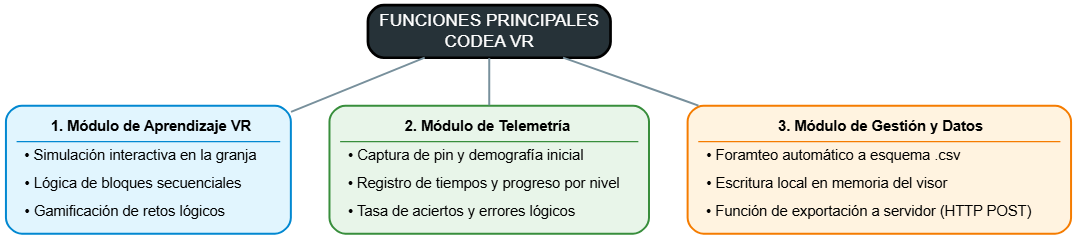 FUNCIONES PRINCIPALES
CODEA VR
1. Módulo de Aprendizaje VR
• Simulación interactiva en la granja
• Lógica de bloques secuenciales
• Gamificación de retos lógicos
2. Módulo de Telemetría
• Captura de pin y demografía inicial
• Registro de tiempos y progreso por nivel
• Tasa de aciertos y errores lógicos
3. Módulo de Gestión y Datos
• Foramteo automático a esquema .csv
• Escritura local en memoria del visor
• Función de exportación a servidor (HTTP POST)